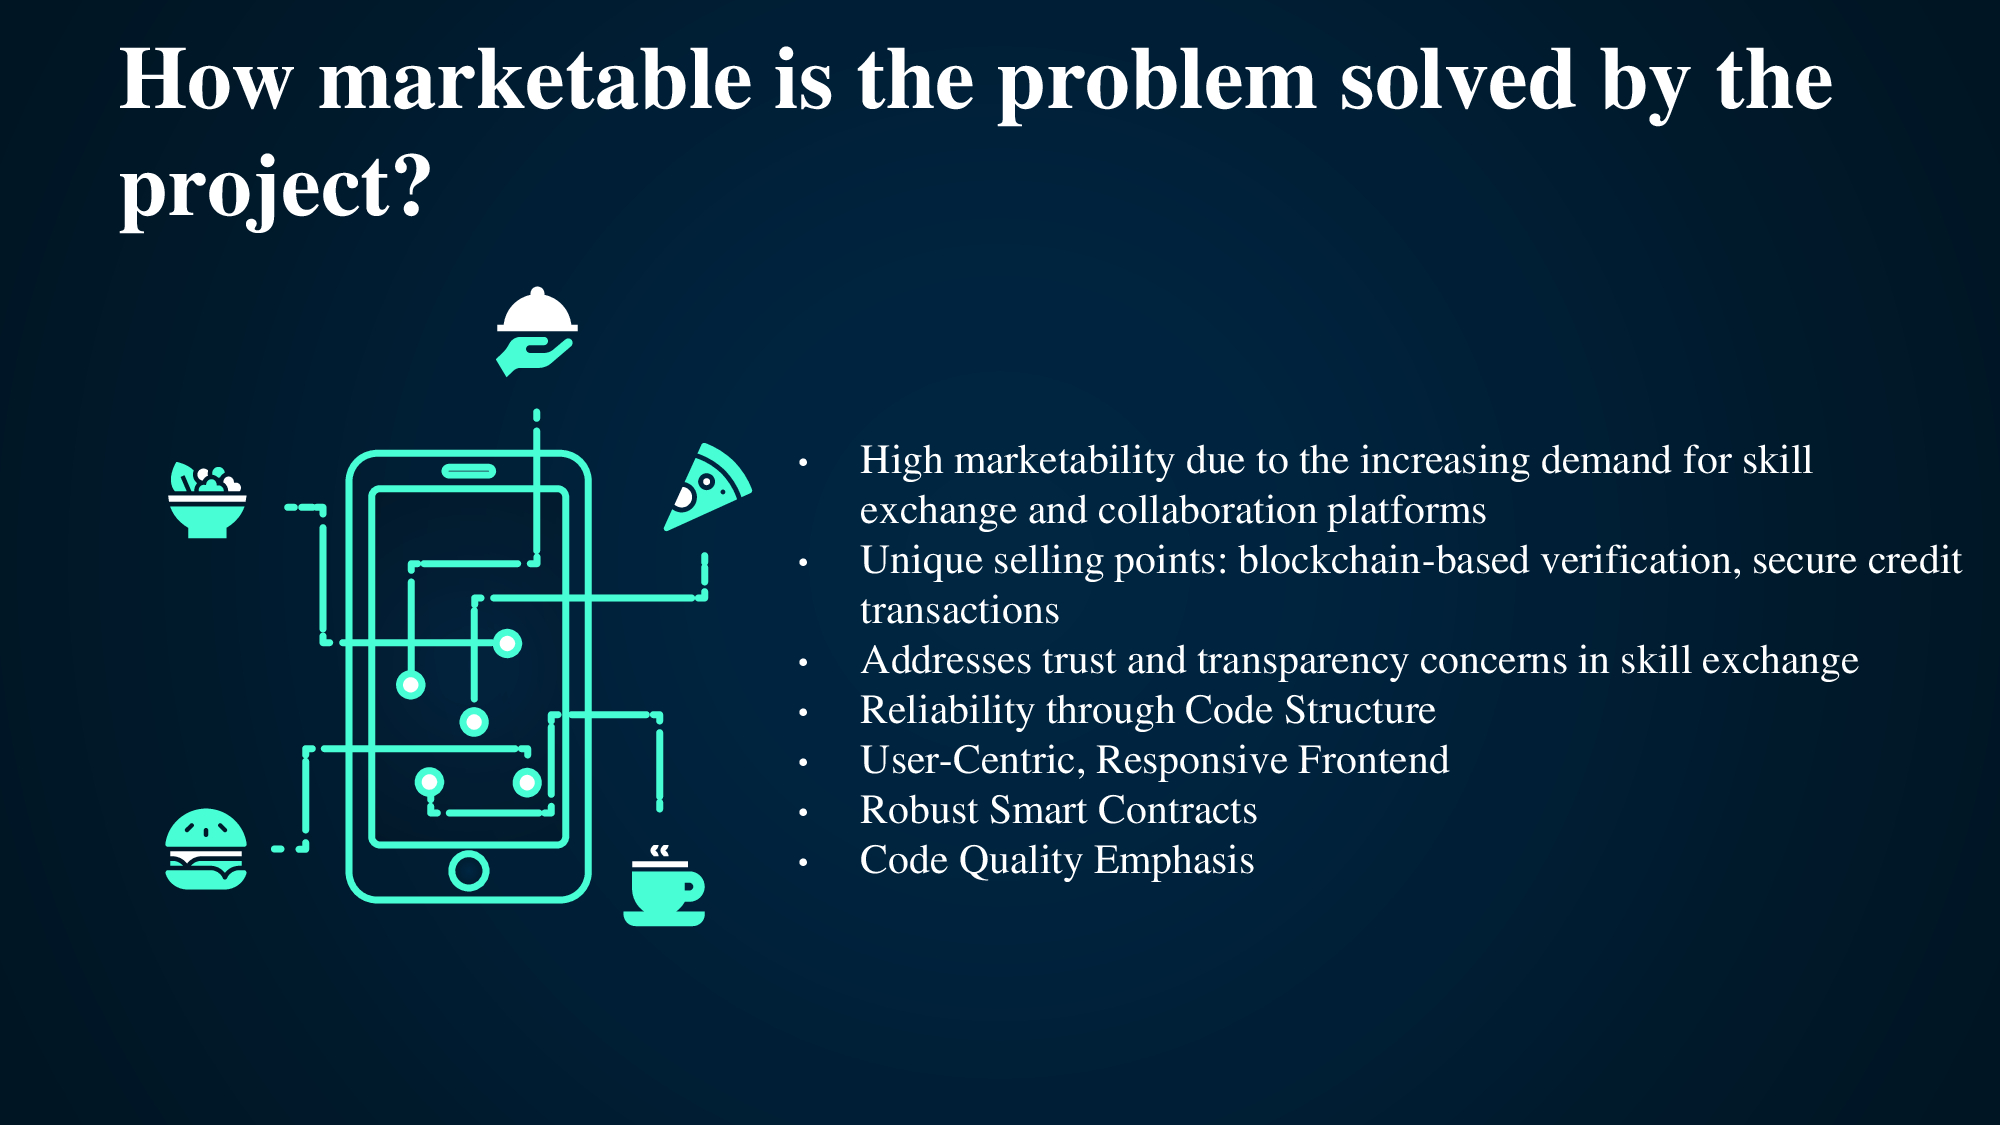 How marketable is the problem solved by the
project?
• High marketability due to the increasing demand for skill
exchange and collaboration platforms
• Unique selling points: blockchain-based verification, secure credit
transactions
• Addresses trust and transparency concerns in skill exchange
• Reliability through Code Structure
• User-Centric, Responsive Frontend
• Robust Smart Contracts
• Code Quality Emphasis